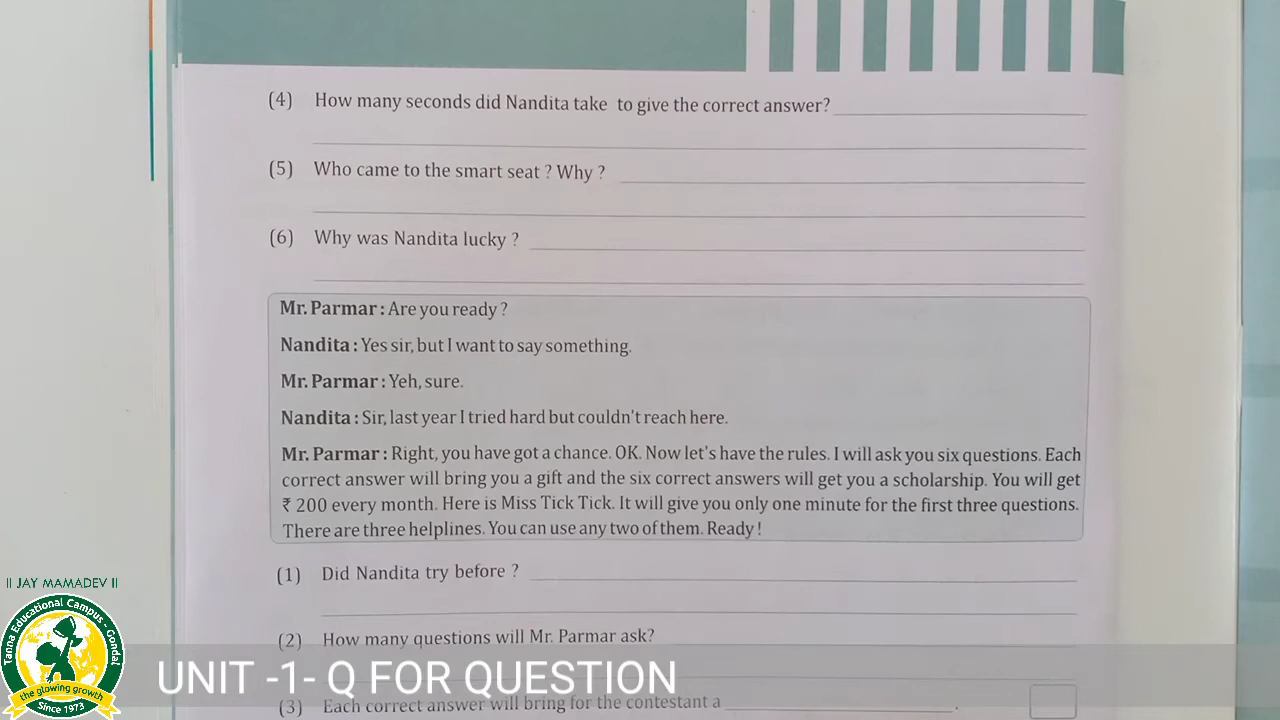 (4) How many seconds did Nandita take to give the correct answer?
(5) Who came to the smart seat ? Why ?
(6) Why was Nandita lucky ?
Mr. Parmar : Are you ready ?
Nandita : Yes sir, but I want to say something.
Mr. Parmar : Yeh, sure.
Nandita : Sir, last year I tried hard but couldn't reach here.
Mr. Parmar : Right, you have got a chance. OK. Now let's have the rules. I will ask you six questions. Each
correct answer will bring you a gift and the six correct answers will get you a scholarship. You will get
₹ 200 every month. Here is Miss Tick Tick. It will give you only one minute for the first three questions.
There are three helplines. You can use any two of them. Ready !
(1) Did Nandita try before ?
(2) How many questions will Mr. Parmar ask?
(3) Each correct answer will bring for the contestant a ____________.
|| JAY MAMADEV ||
Tanna Educational Campus - Gondal
the glowing growth
Since 1973
UNIT -1- Q FOR QUESTION